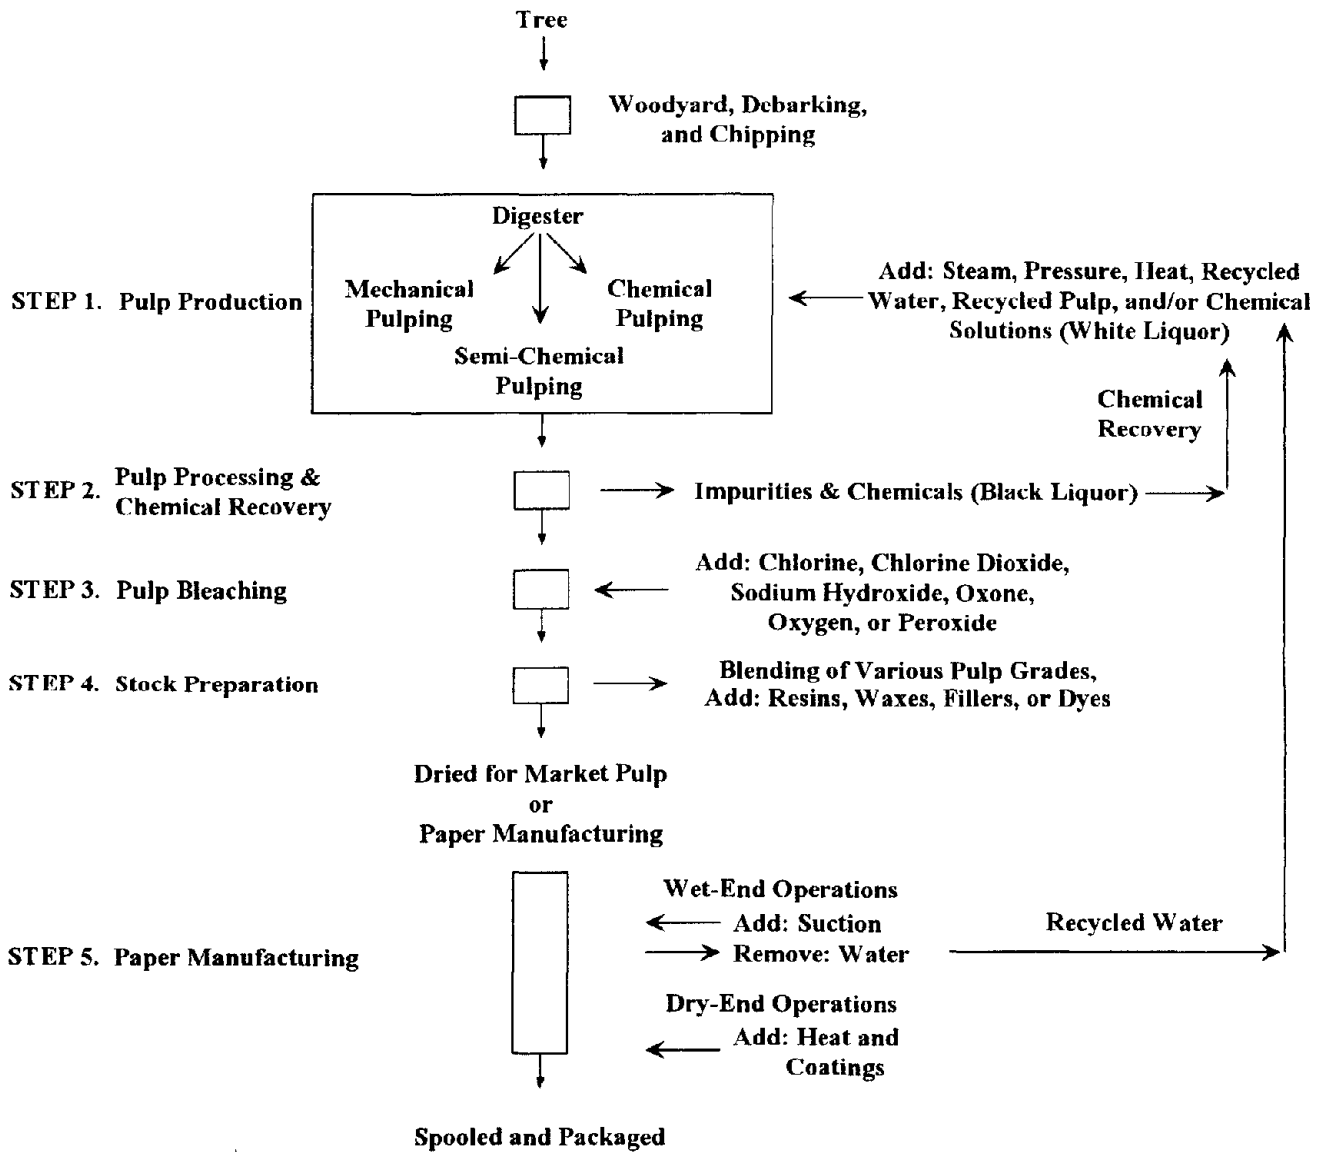 Tree
Woodyard, Debarking,
and Chipping
Digester
Mechanical
Pulping
Chemical
Pulping
Semi-Chemical
Pulping
STEP 1. Pulp Production
Add: Steam, Pressure, Heat, Recycled
Water, Recycled Pulp, and/or Chemical
Solutions (White Liquor)
Chemical
Recovery
STEP 2. Pulp Processing &
Chemical Recovery
Impurities & Chemicals (Black Liquor)
STEP 3. Pulp Bleaching
Add: Chlorine, Chlorine Dioxide,
Sodium Hydroxide, Oxone,
Oxygen, or Peroxide
STEP 4. Stock Preparation
Blending of Various Pulp Grades,
Add: Resins, Waxes, Fillers, or Dyes
Dried for Market Pulp
or
Paper Manufacturing
STEP 5. Paper Manufacturing
Wet-End Operations
Add: Suction
Remove: Water
Recycled Water
Dry-End Operations
Add: Heat and
Coatings
Spooled and Packaged